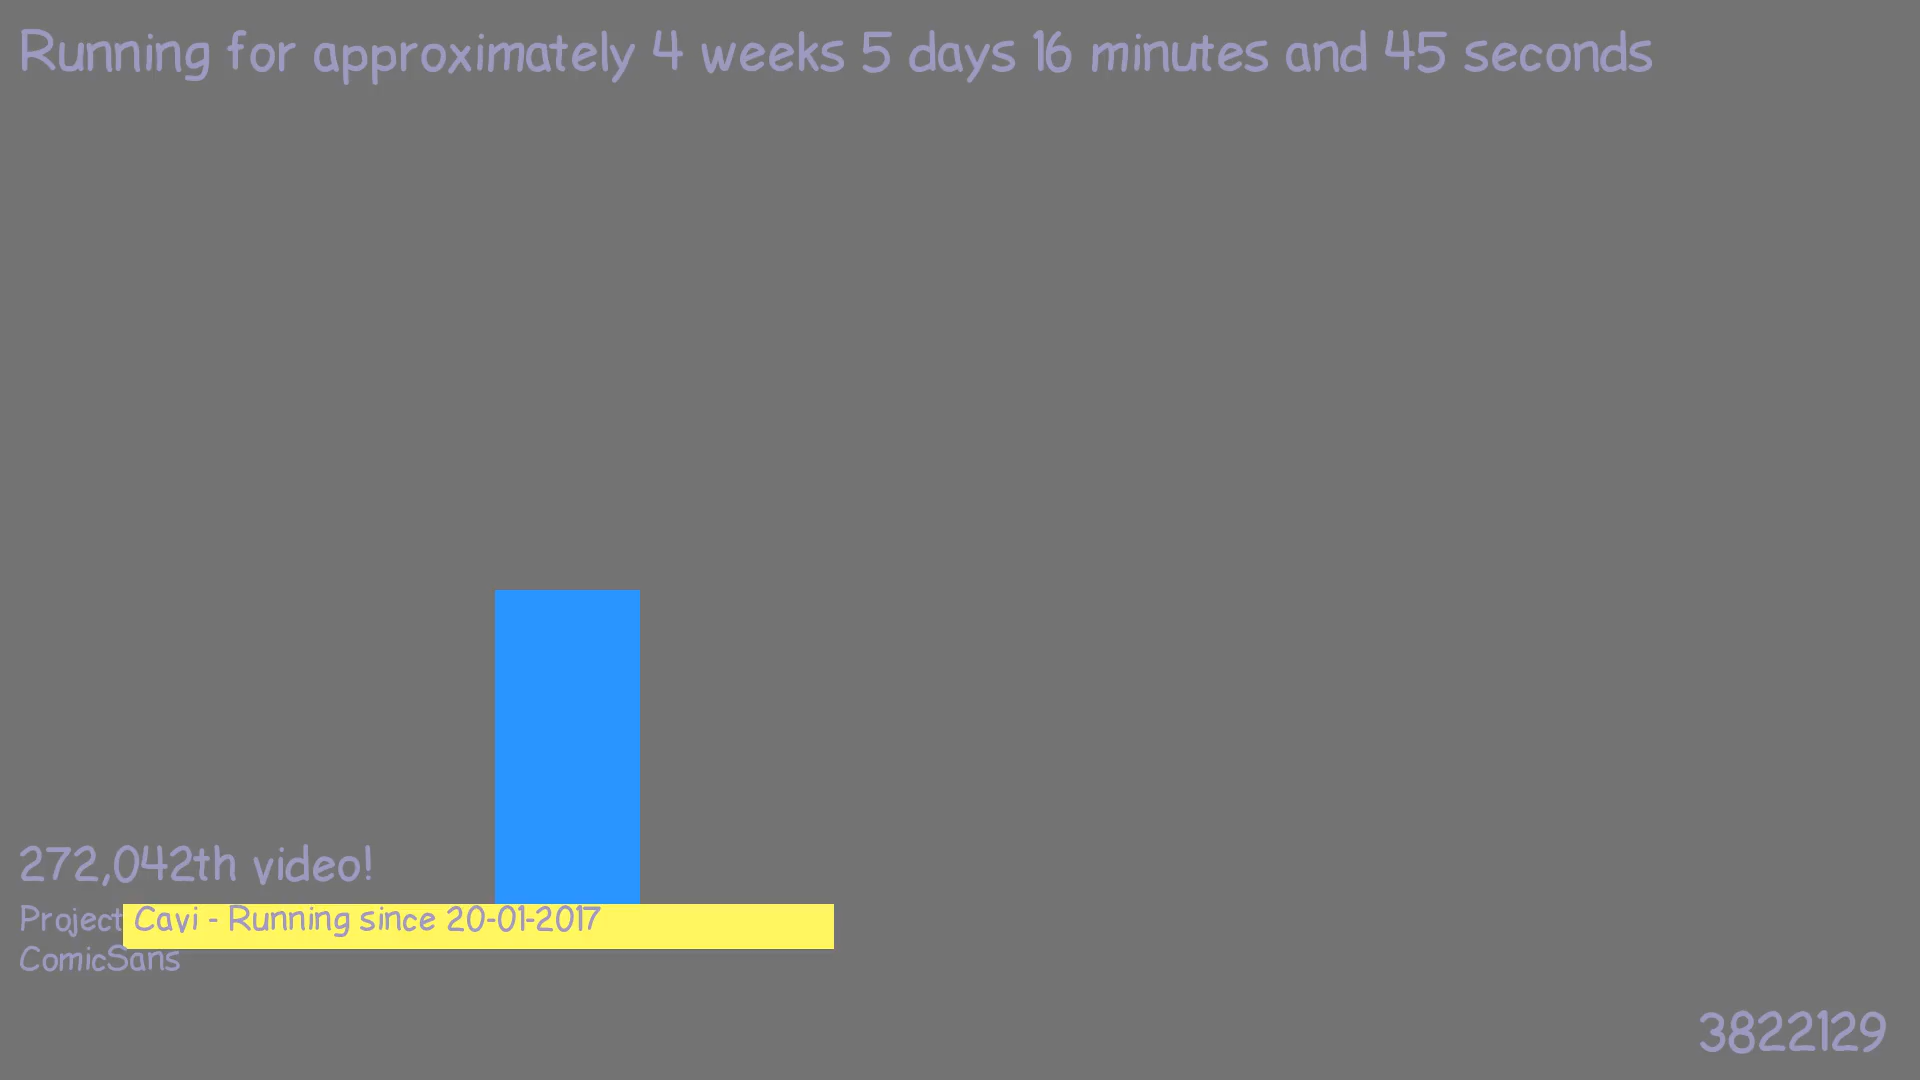 Running for approximately 4 weeks 5 days 16 minutes and 45 seconds
272,042th video!
Project Cavi - Running since 20-01-2017
ComicSans
3822129